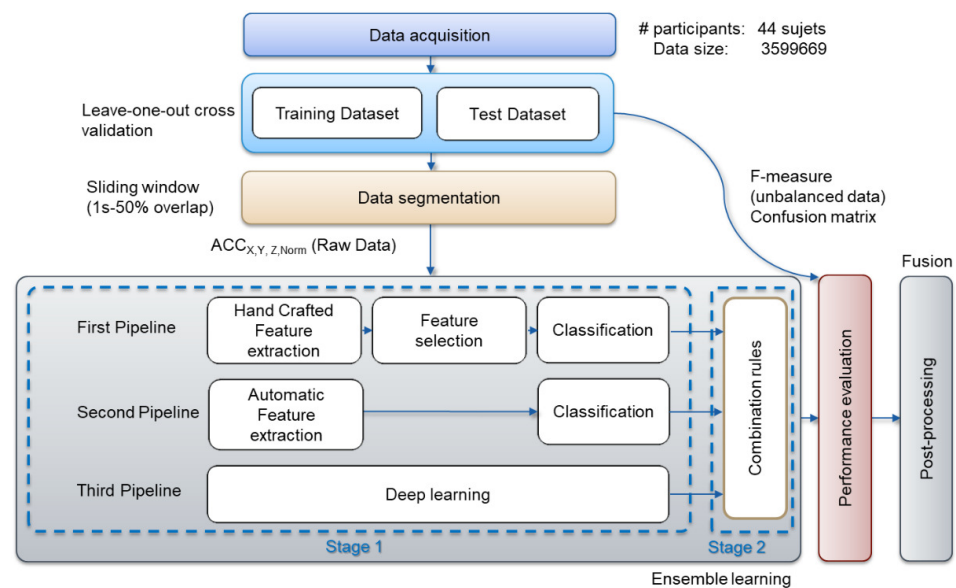 Data acquisition
# participants: 44 sujets
Data size: 3599669
Leave-one-out cross
validation
Training Dataset
Test Dataset
Sliding window
(1s-50% overlap)
Data segmentation
F-measure
(unbalanced data)
Confusion matrix
ACCX,Y, Z,Norm (Raw Data)
Fusion
First Pipeline
Hand Crafted
Feature
extraction
Feature
selection
Classification
Second Pipeline
Automatic
Feature
extraction
Classification
Third Pipeline
Deep learning
Combination rules
Performance evaluation
Post-processing
Stage 1
Stage 2
Ensemble learning